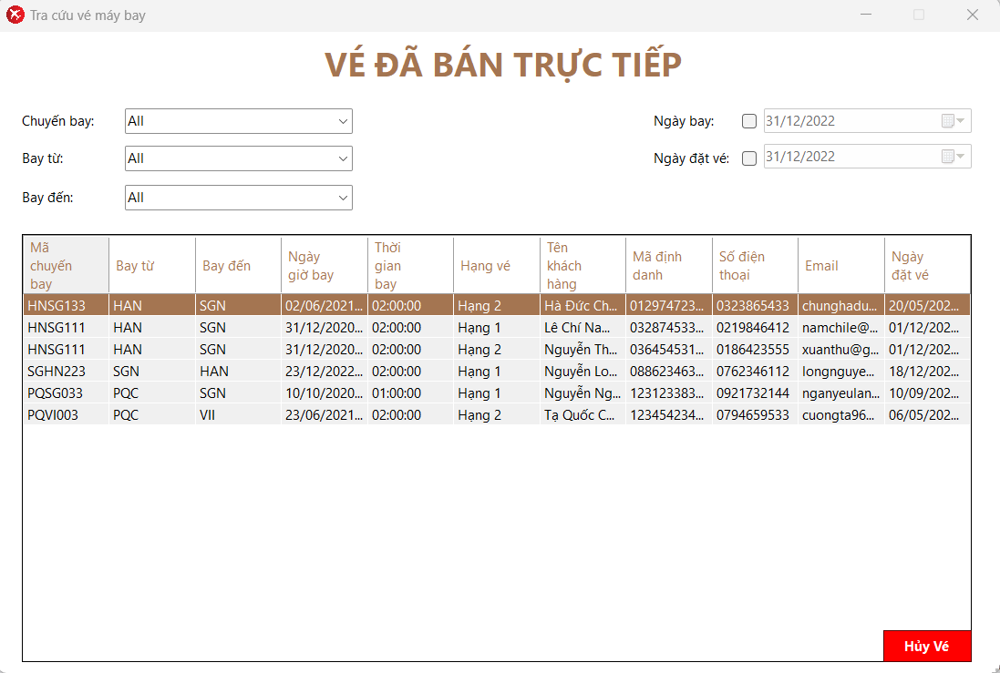 Tra cứu vé máy bay
VÉ ĐÃ BÁN TRỰC TIẾP
Chuyến bay: All Ngày bay: 31/12/2022
Bay từ: All Ngày đặt vé: 31/12/2022
Bay đến: All
Mã chuyến bay Bay từ Bay đến Ngày giờ bay Thời gian bay Hạng vé Tên khách hàng Mã định danh Số điện thoại Email Ngày đặt vé
HNSG133 HAN SGN 02/06/2021... 02:00:00 Hạng 2 Hà Đức Ch... 012974723... 0323865433 chunghadu... 20/05/202...
HNSG111 HAN SGN 31/12/2020... 02:00:00 Hạng 1 Lê Chí Na... 032874533... 0219846412 namchile@... 01/12/202...
HNSG111 HAN SGN 31/12/2020... 02:00:00 Hạng 2 Nguyễn Th... 036454531... 0186423555 xuanthu@g... 01/12/202...
SGHN223 SGN HAN 23/12/2022... 02:00:00 Hạng 1 Nguyễn Lo... 088623463... 0762346112 longnguye... 18/12/202...
PQSG033 PQC SGN 10/10/2020... 01:00:00 Hạng 1 Nguyễn Ng... 123123383... 0921732144 nganyeulan... 10/09/202...
PQVI003 PQC VII 23/06/2021... 02:00:00 Hạng 2 Tạ Quốc C... 123454234... 0794659533 cuongta96... 06/05/202...
Hủy Vé